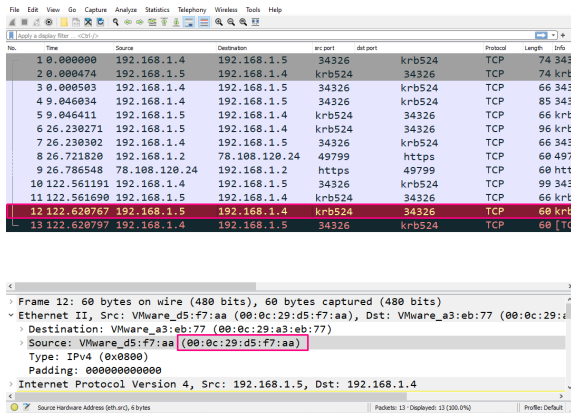 File Edit View Go Capture Analyze Statistics Telephony Wireless Tools Help
Apply a display filter ... <Ctrl-/>
No. Time Source Destination src port dst port Protocol Length Info
1 0.000000 192.168.1.4 192.168.1.5 34326 krb524 TCP 74 343
2 0.000474 192.168.1.5 192.168.1.4 krb524 34326 TCP 74 krb
3 0.000503 192.168.1.4 192.168.1.5 34326 krb524 TCP 66 343
4 9.046034 192.168.1.4 192.168.1.5 34326 krb524 TCP 85 343
5 9.046411 192.168.1.5 192.168.1.4 krb524 34326 TCP 66 krb
6 26.230271 192.168.1.5 192.168.1.4 krb524 34326 TCP 96 krb
7 26.230302 192.168.1.4 192.168.1.5 34326 krb524 TCP 66 343
8 26.721820 192.168.1.2 78.108.120.24 49799 https TCP 60 497
9 26.786548 78.108.120.24 192.168.1.2 https 49799 TCP 60 htt
10 122.561191 192.168.1.4 192.168.1.5 34326 krb524 TCP 99 343
11 122.561690 192.168.1.5 192.168.1.4 krb524 34326 TCP 66 krb
12 122.620767 192.168.1.5 192.168.1.4 krb524 34326 TCP 60 krb
13 122.620797 192.168.1.4 192.168.1.5 34326 krb524 TCP 60 [TC
Frame 12: 60 bytes on wire (480 bits), 60 bytes captured (480 bits)
Ethernet II, Src: VMware_d5:f7:aa (00:0c:29:d5:f7:aa), Dst: VMware_a3:eb:77 (00:0c:29:a
Destination: VMware_a3:eb:77 (00:0c:29:a3:eb:77)
Source: VMware_d5:f7:aa (00:0c:29:d5:f7:aa)
Type: IPv4 (0x0800)
Padding: 000000000000
Internet Protocol Version 4, Src: 192.168.1.5, Dst: 192.168.1.4
Source Hardware Address (eth.src), 6 bytes Packets: 13 · Displayed: 13 (100.0%) Profile: Default